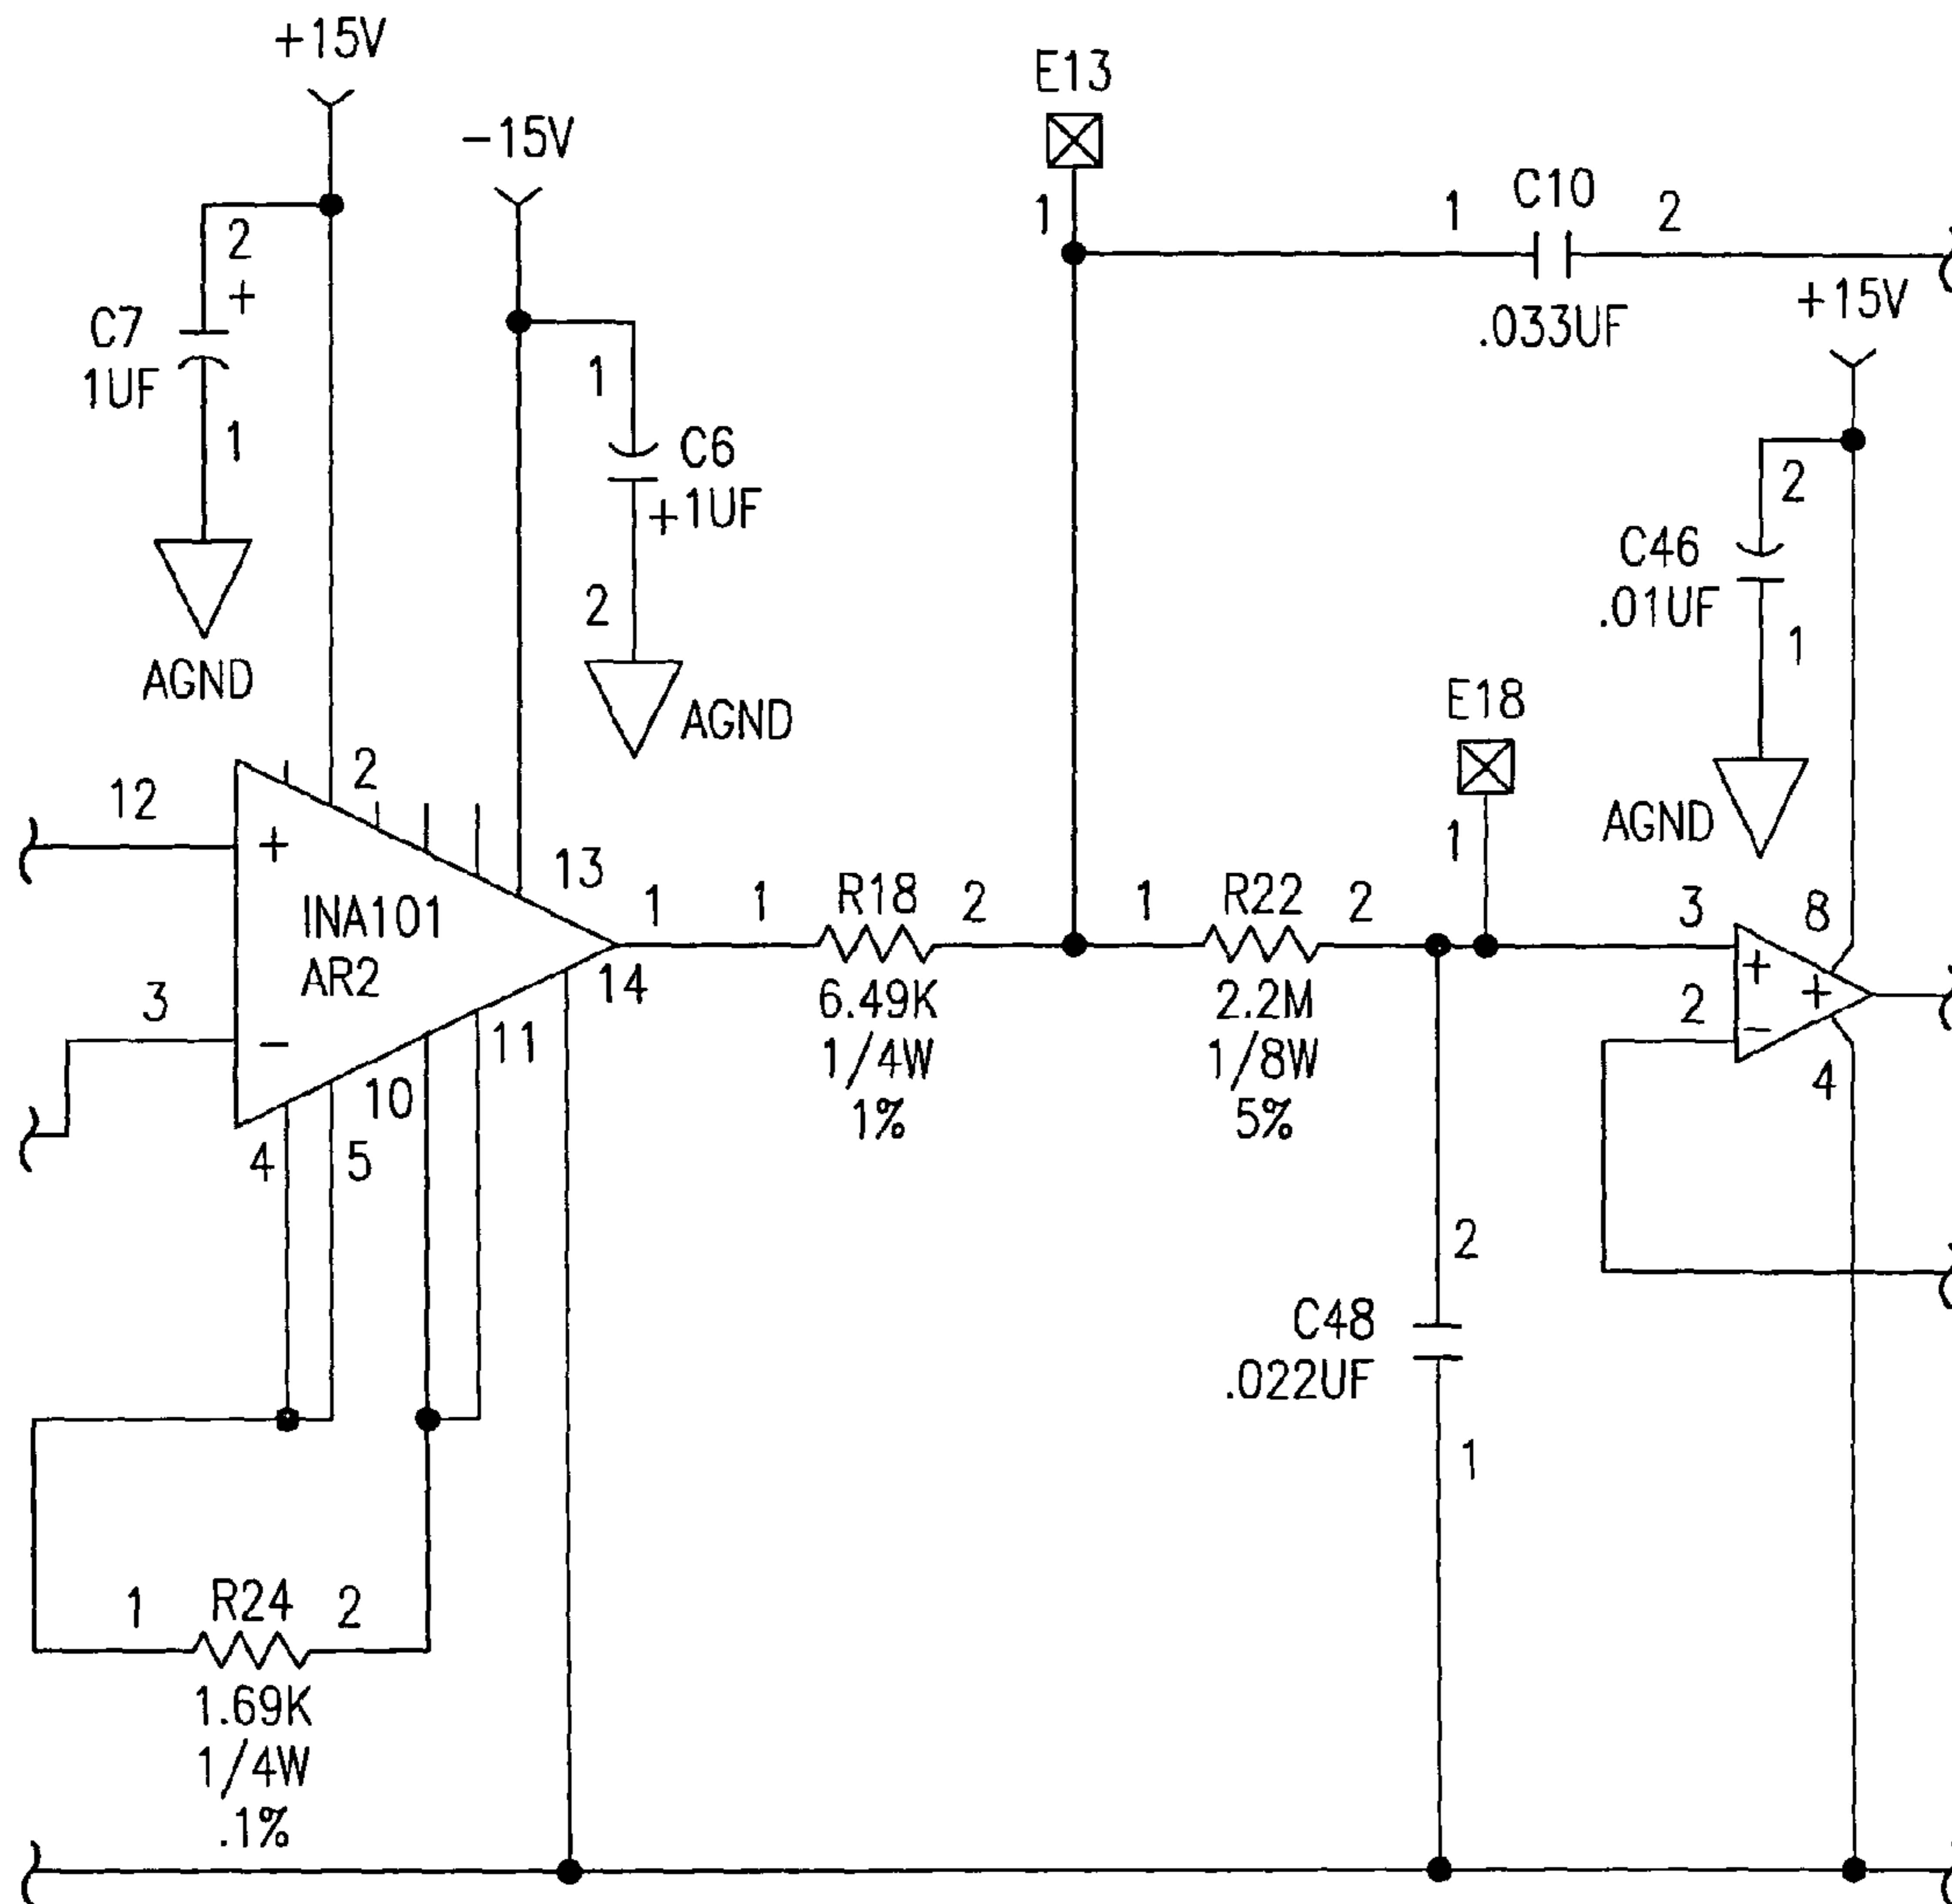 +15V
-15V
E13
1
C10
1
2
.033UF
2
+
C7
1UF
1
AGND
1
C6
+1UF
2
AGND
+15V
2
C46
.01UF
1
AGND
E18
1
12
+
2
INA101
AR2
13
1
14
3
-
4
5
10
11
1
R18
2
6.49K
1/4W
1%
1
R22
2
2.2M
1/8W
5%
3
8
+
+
2
-
4
2
C48
.022UF
1
1
R24
2
1.69K
1/4W
.1%